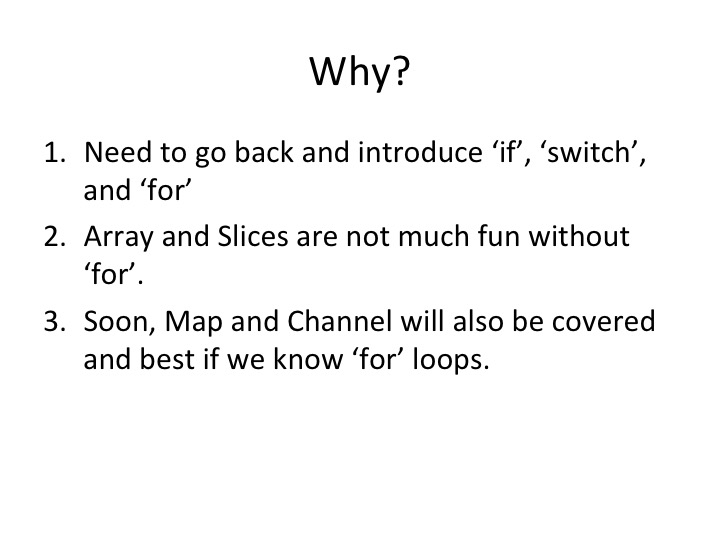 Why?
1. Need to go back and introduce ‘if’, ‘switch’,
and ‘for’
2. Array and Slices are not much fun without
‘for’.
3. Soon, Map and Channel will also be covered
and best if we know ‘for’ loops.